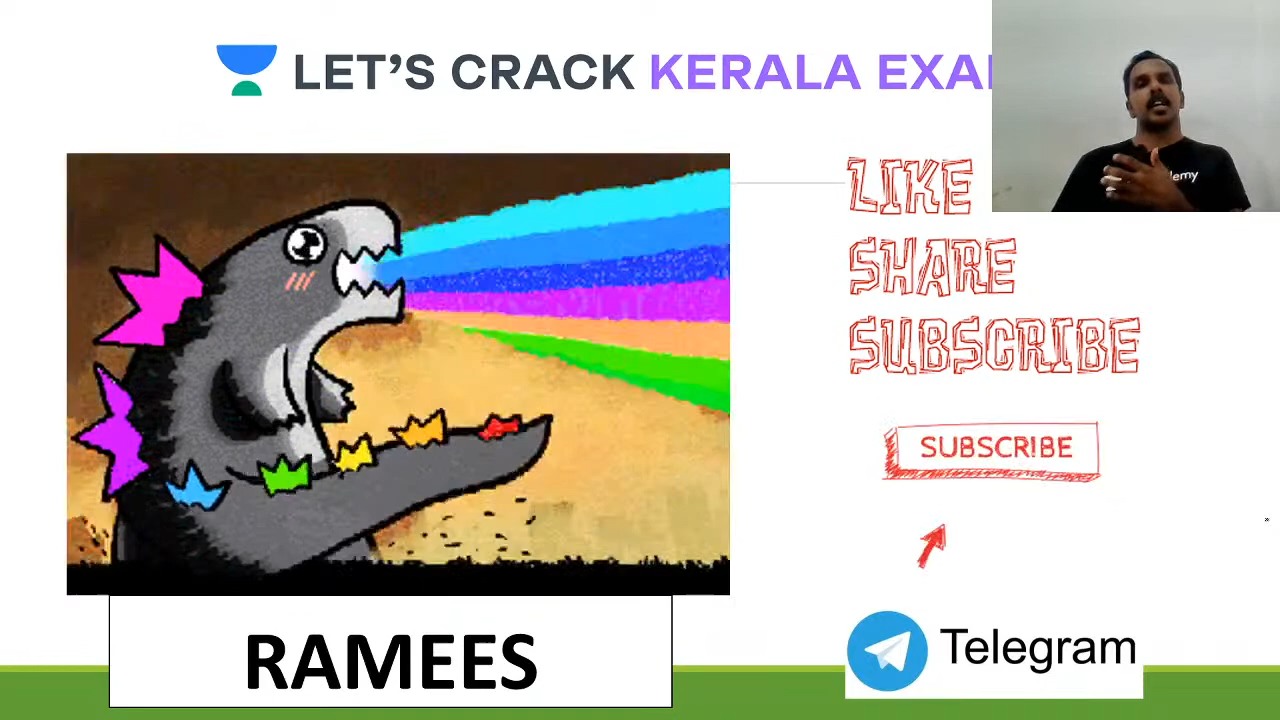 LET'S CRACK KERALA EXA
LIKE
SHARE
SUBSCRIBE
SUBSCRIBE
Telegram
RAMEES